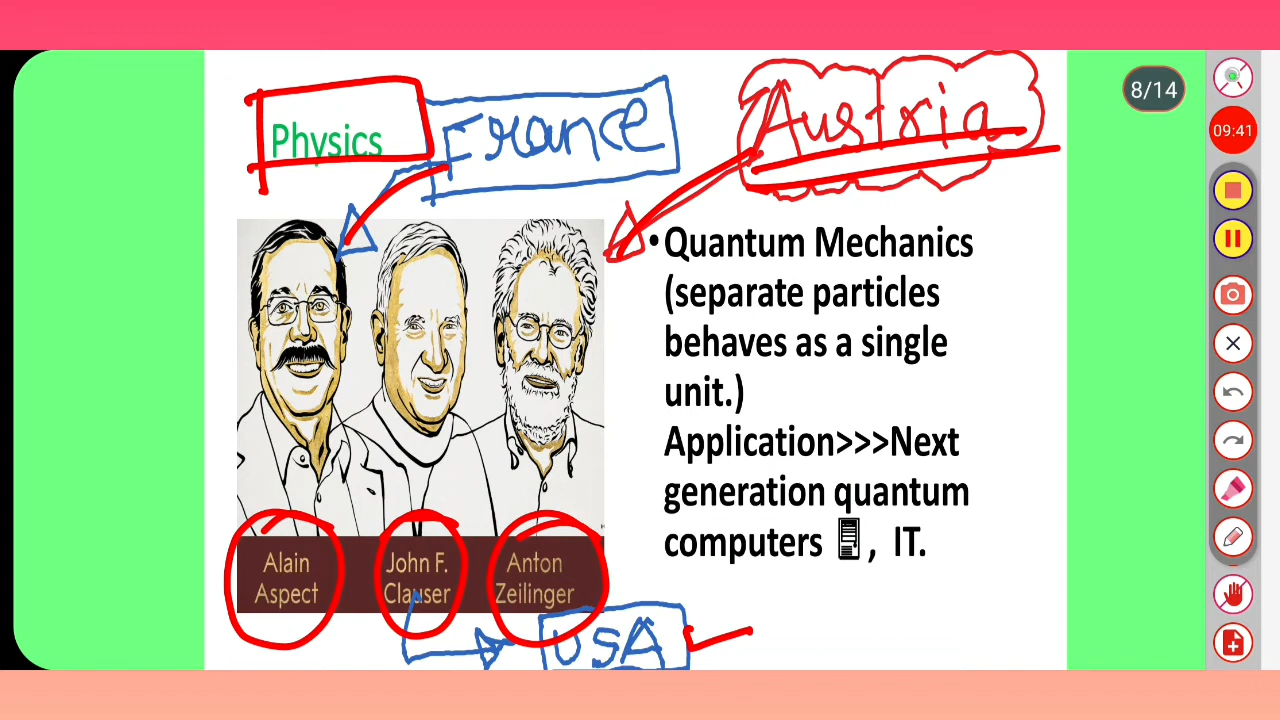 Physics
France
Austria
8/14
09:41
•Quantum Mechanics
(separate particles
behaves as a single
unit.)
Application>>>Next
generation quantum
computers , IT.
Alain
Aspect
John F.
Clauser
Anton
Zeilinger
USA